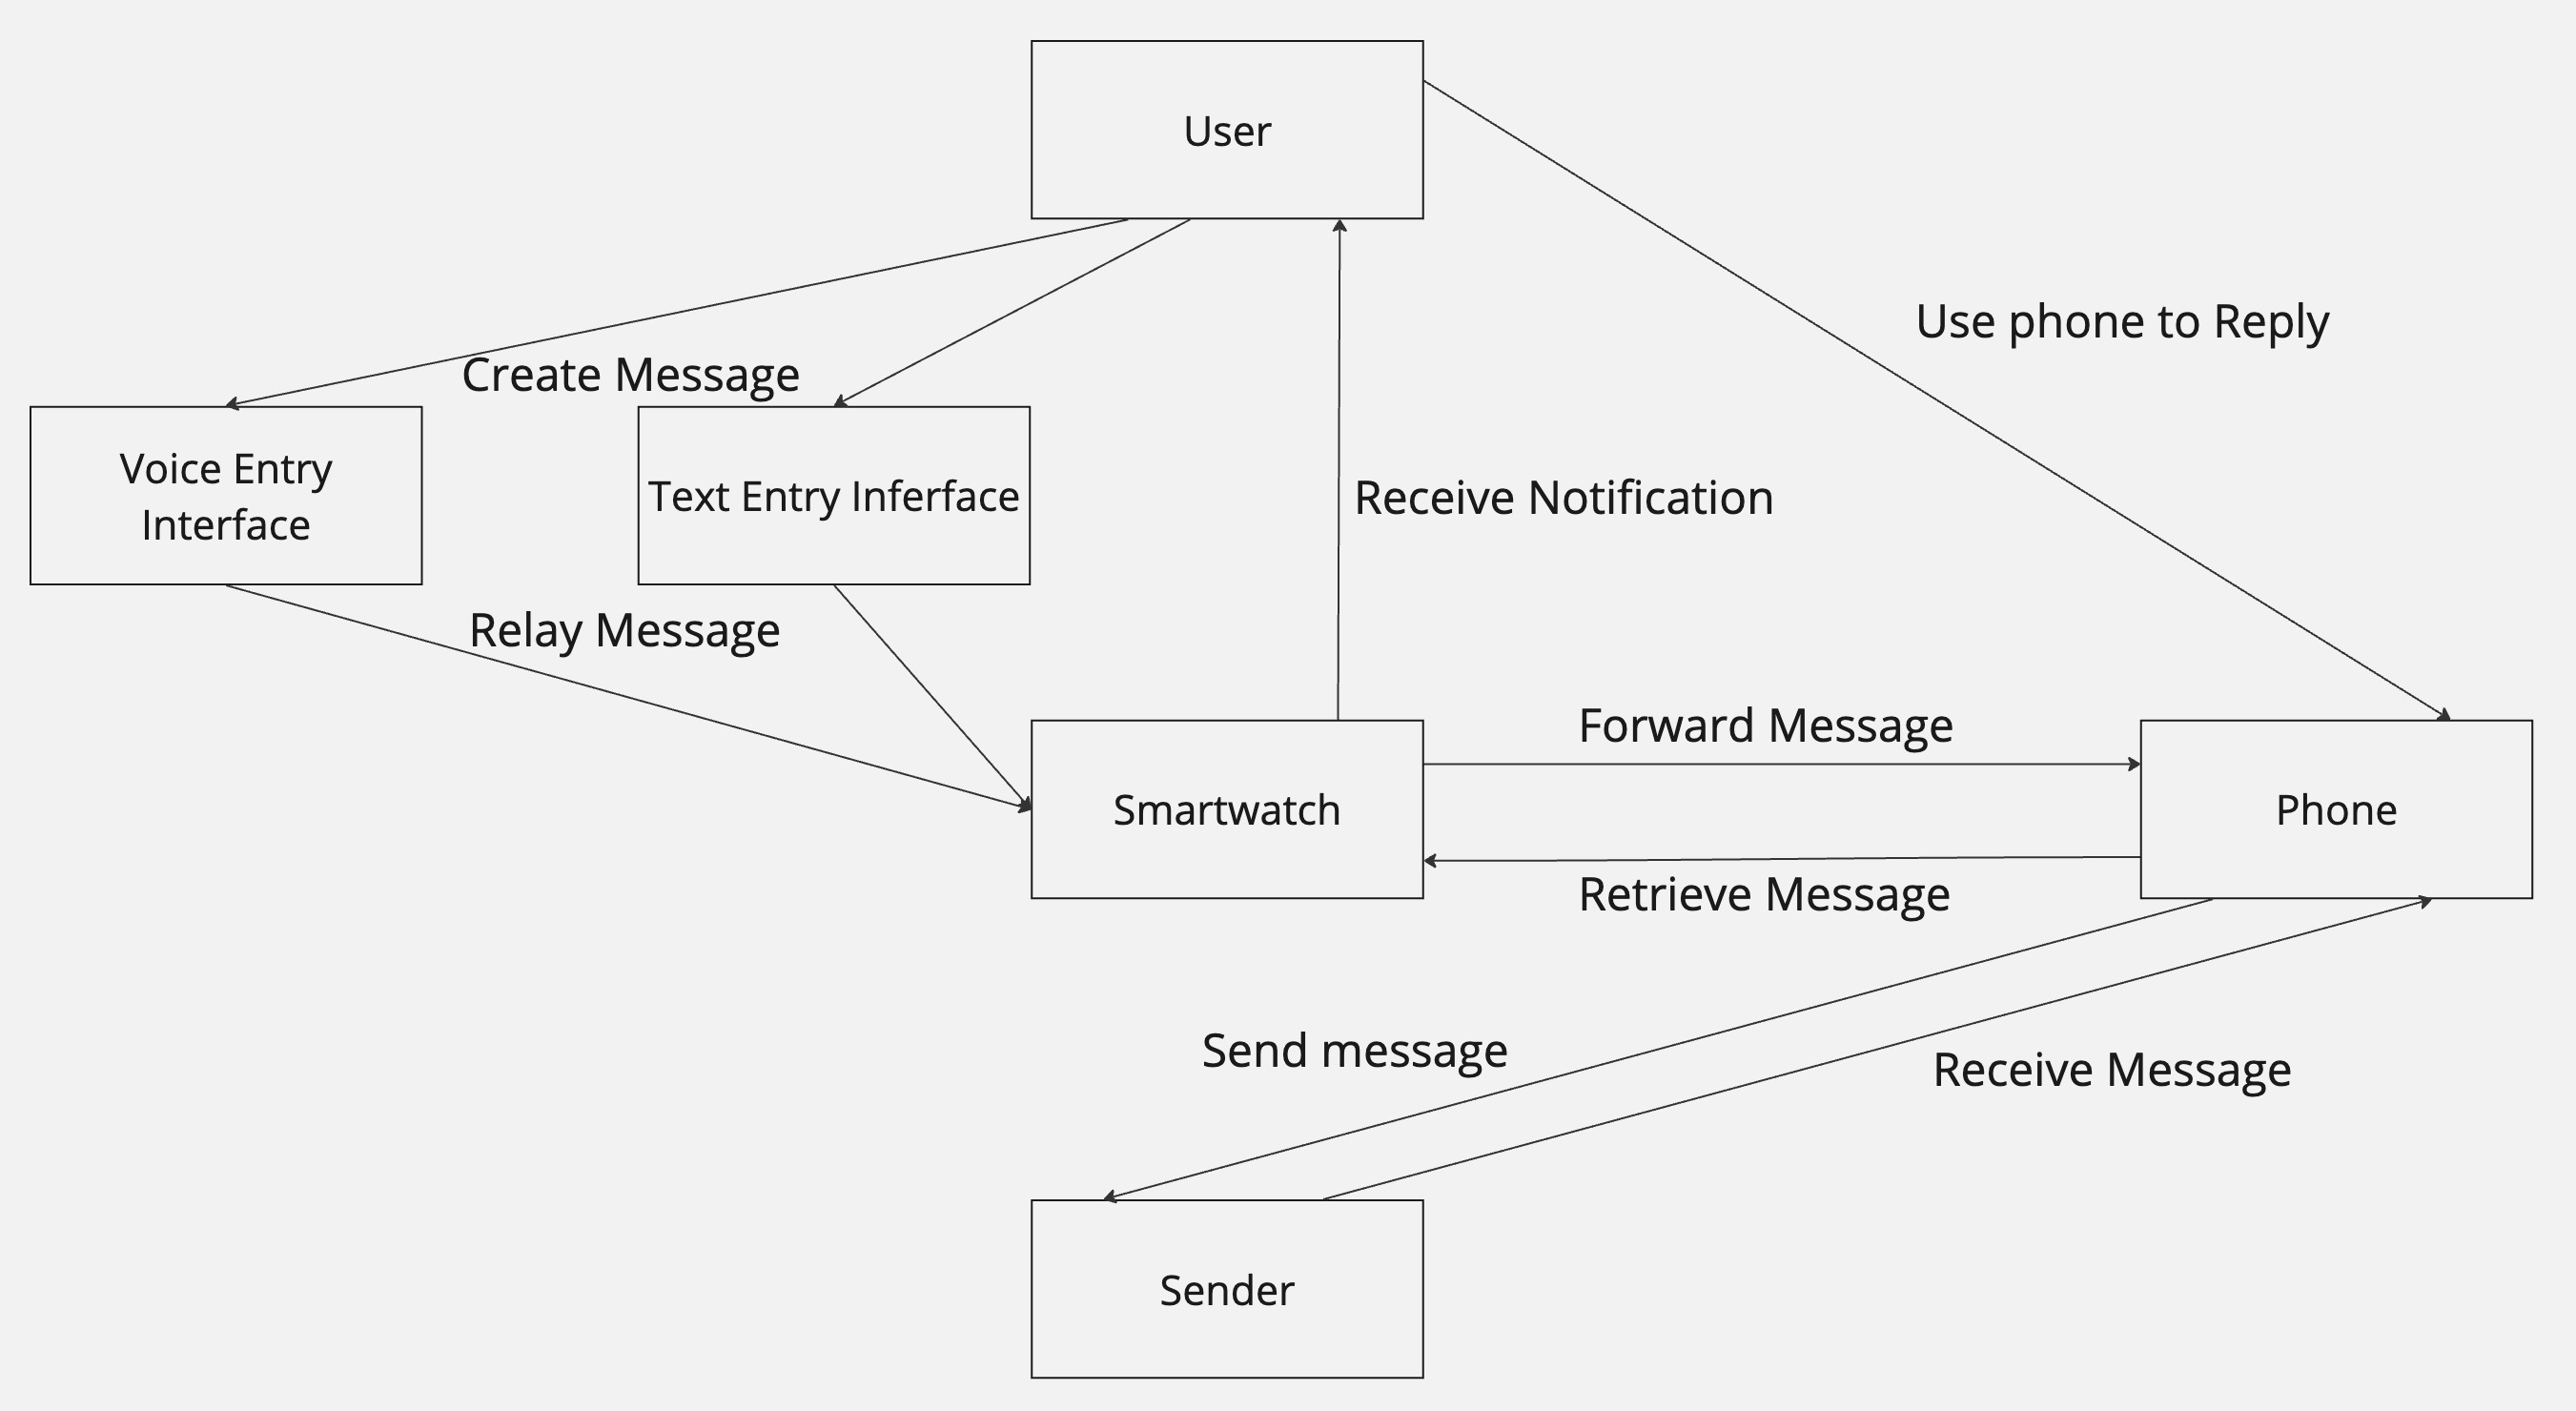 User
Use phone to Reply
Create Message
Voice Entry
Interface
Text Entry Inferface
Receive Notification
Relay Message
Forward Message
Smartwatch
Phone
Retrieve Message
Send message
Receive Message
Sender